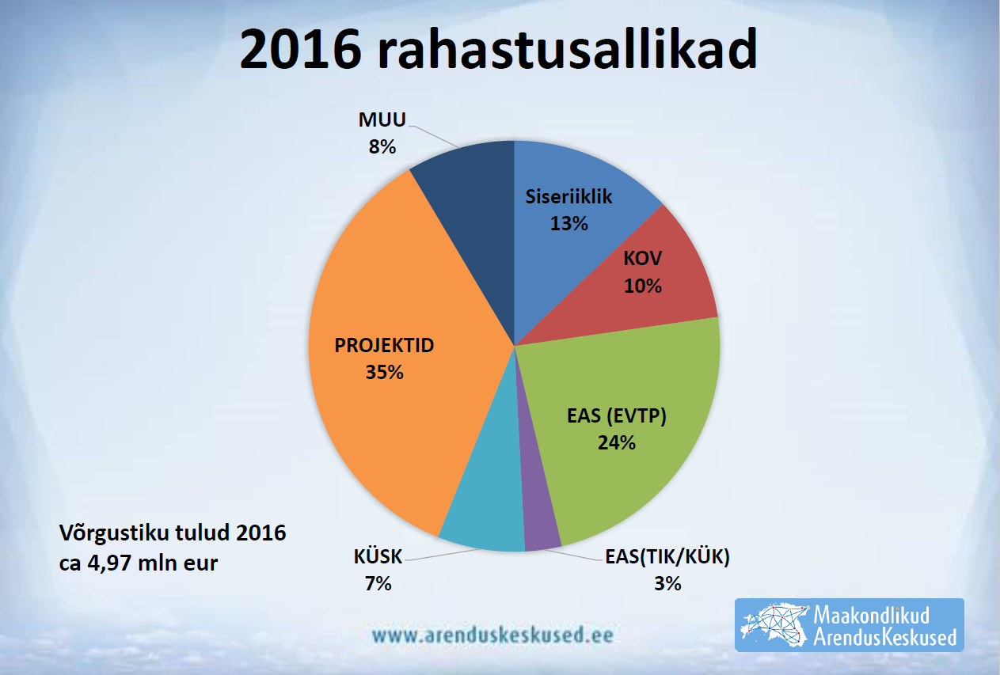 2016 rahastusallikad
MUU
8%
Siseriiklik
13%
KOV
10%
PROJEKTID
35%
EAS (EVTP)
24%
Võrgustiku tulud 2016
ca 4,97 mln eur
KÜSK
7%
EAS(TIK/KÜK)
3%
www.arenduskeskused.ee
Maakondlikud
ArendusKeskused